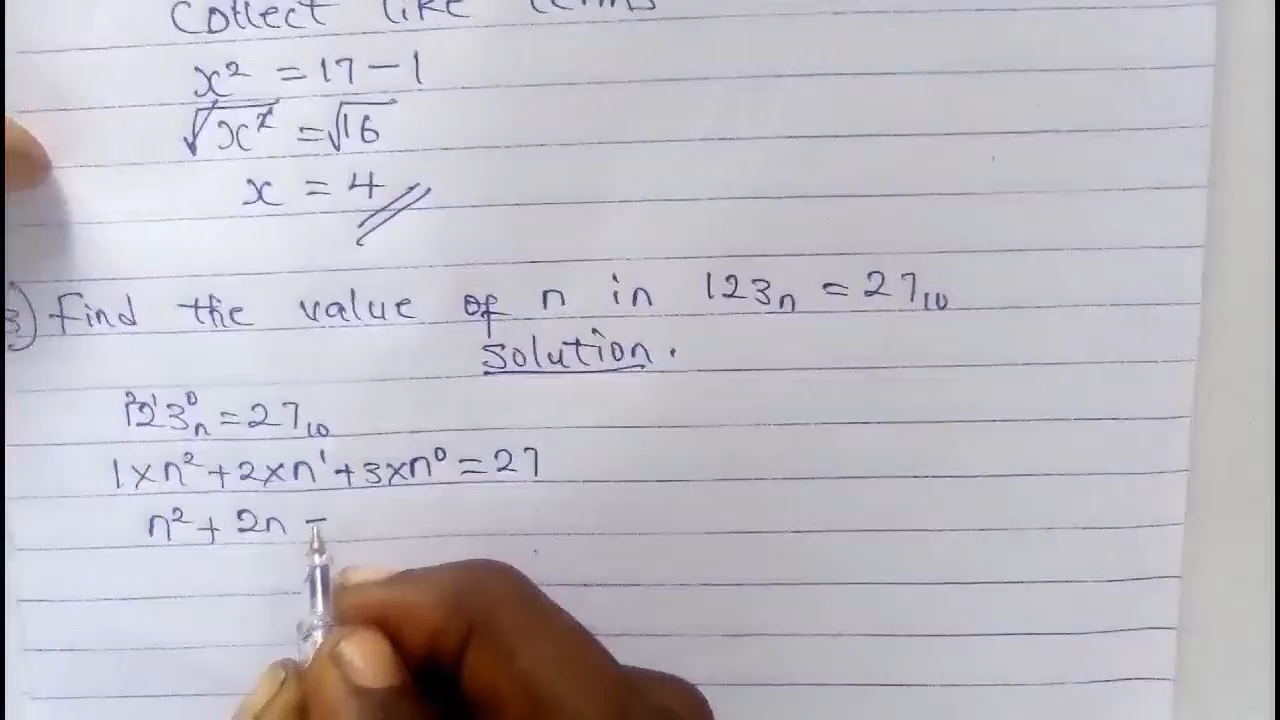 Collect like terms
x² = 17 - 1
√x² = √16
x = 4
3) Find the value of n in 123ₙ = 27₁₀
Solution.
1²2¹3⁰ₙ = 27₁₀
1×n² + 2×n¹ + 3×n⁰ = 27
n² + 2n